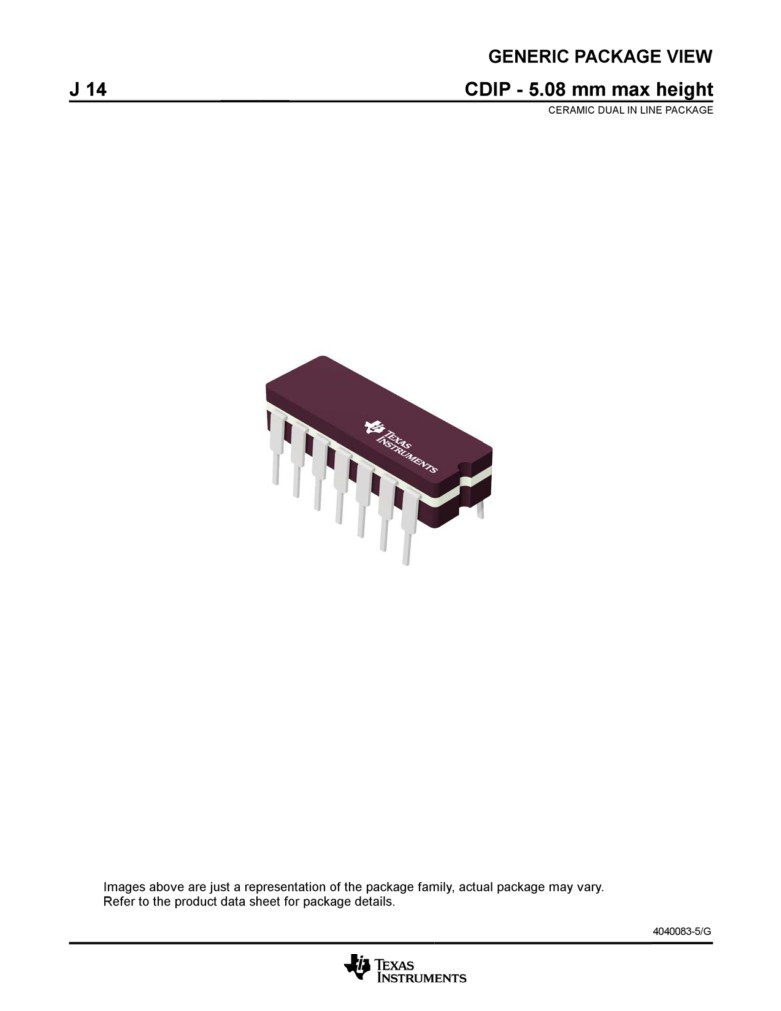 GENERIC PACKAGE VIEW
J 14
CDIP - 5.08 mm max height
CERAMIC DUAL IN LINE PACKAGE
TEXAS
INSTRUMENTS
Images above are just a representation of the package family, actual package may vary.
Refer to the product data sheet for package details.
4040083-5/G
TEXAS
INSTRUMENTS